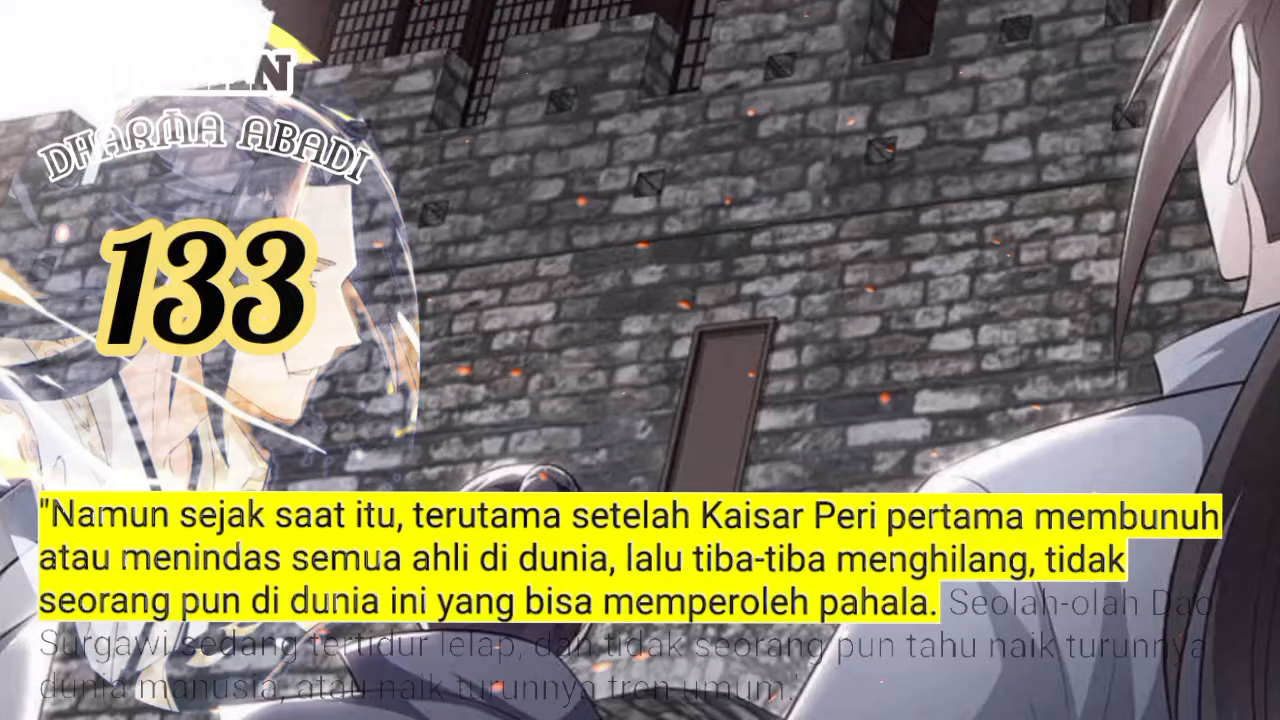 DHARMA ABADI
133
"Namun sejak saat itu, terutama setelah Kaisar Peri pertama membunuh
atau menindas semua ahli di dunia, lalu tiba-tiba menghilang, tidak
seorang pun di dunia ini yang bisa memperoleh pahala. Seolah-olah Dao
Surgawi sedang tertidur lelap, dan tidak seorang pun tahu naik turunnya
dunia manusia, atau naik turunnya tren umum."